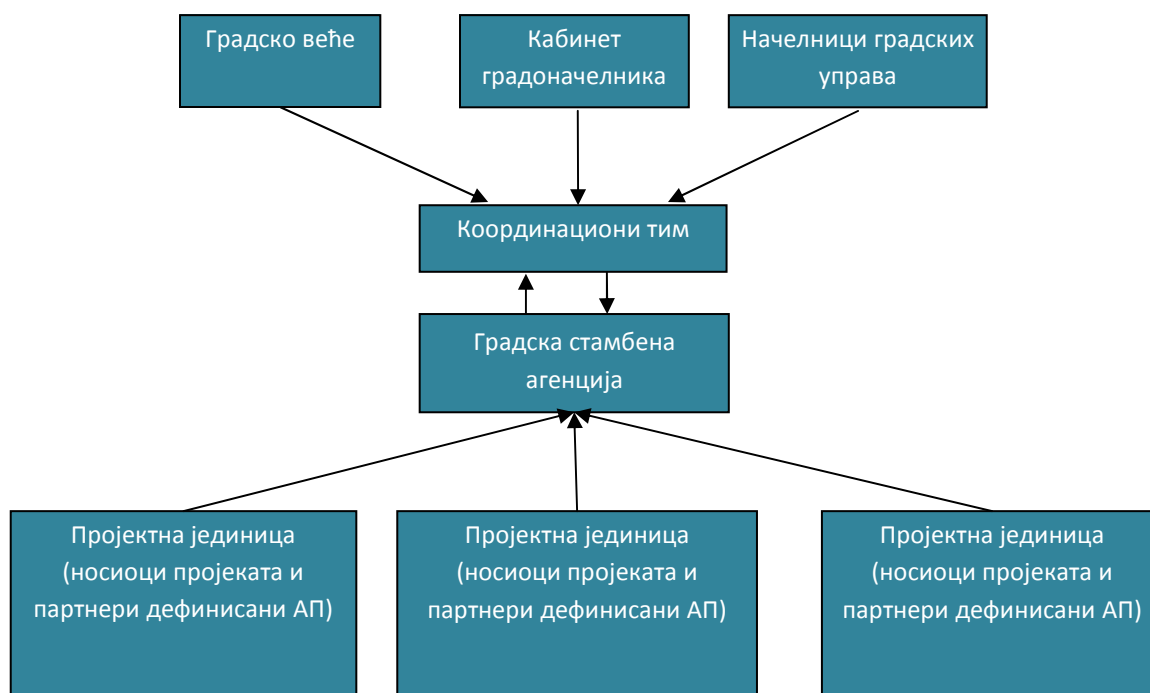 Градско веће
Кабинет
градоначелника
Начелници градских
управа
Координациони тим
Градска стамбена
агенција
Пројектна јединица
(носиоци пројеката и
партнери дефинисани АП)
Пројектна јединица
(носиоци пројеката и
партнери дефинисани АП)
Пројектна јединица
(носиоци пројеката и
партнери дефинисани АП)